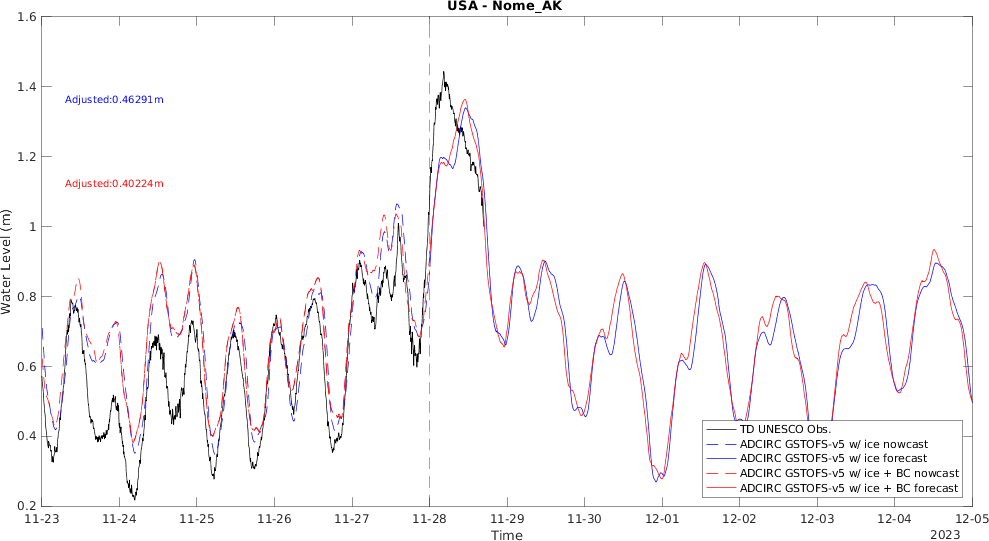 USA - Nome_AK
Water Level (m)
1.6
1.4
1.2
1
0.8
0.6
0.4
0.2
Adjusted:0.46291m
Adjusted:0.40224m
TD UNESCO Obs.
ADCIRC GSTOFS-v5 w/ ice nowcast
ADCIRC GSTOFS-v5 w/ ice forecast
ADCIRC GSTOFS-v5 w/ ice + BC nowcast
ADCIRC GSTOFS-v5 w/ ice + BC forecast
11-23 11-24 11-25 11-26 11-27 11-28 11-29 11-30 12-01 12-02 12-03 12-04 12-05
Time
2023